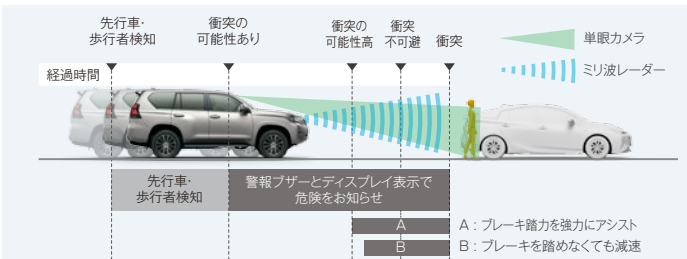 先行車・
歩行者検知
衝突の
可能性あり
衝突の
可能性高
衝突
不可避
衝突
単眼カメラ
ミリ波レーダー
経過時間
先行車・
歩行者検知
警報ブザーとディスプレイ表示で
危険をお知らせ
A
A : ブレーキ踏力を強力にアシスト
B
B : ブレーキを踏めなくても減速